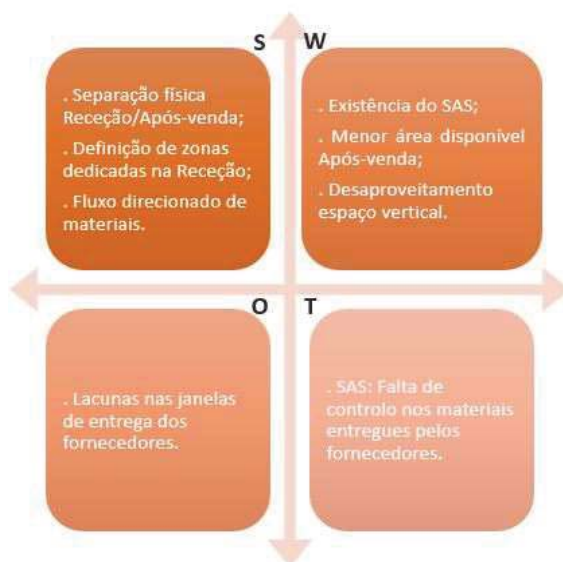 S W
. Separação física
Receção/Após-venda;
. Definição de zonas
dedicadas na Receção;
. Fluxo direcionado de
materiais.
. Existência do SAS;
. Menor área disponível
Após-venda;
. Desaproveitamento
espaço vertical.
O T
. Lacunas nas janelas
de entrega dos
fornecedores.
. SAS: Falta de
controlo nos materiais
entregues pelos
fornecedores.